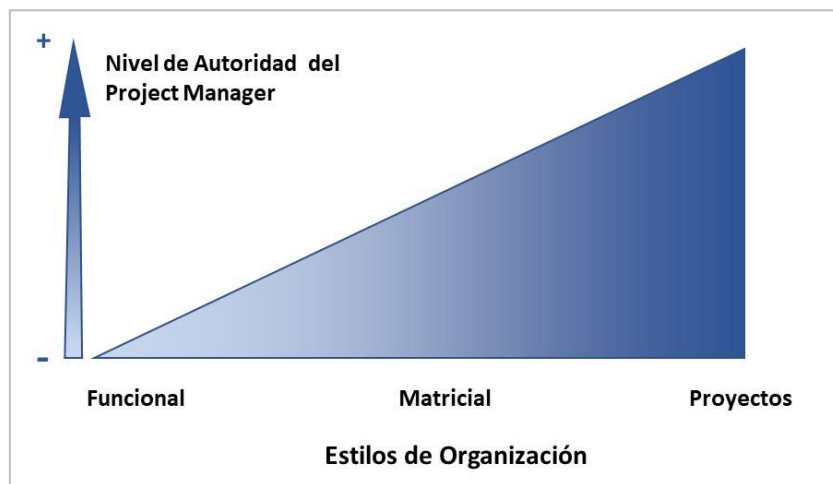 +
Nivel de Autoridad del
Project Manager
-
Funcional
Matricial
Proyectos
Estilos de Organización